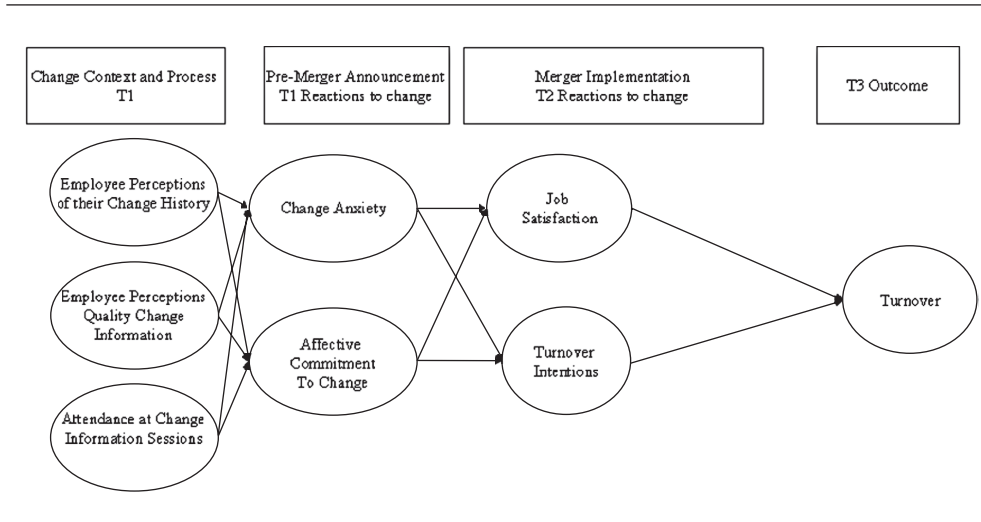 Change Context and Process
T1
Pre-Merger Announcement
T1 Reactions to change
Merger Implementation
T2 Reactions to change
T3 Outcome
Employee Perceptions
of their Change History
Change Anxiety
Job
Satisfaction
Employee Perceptions
Quality Change
Information
Turnover
Affective
Commitment
To Change
Turnover
Intentions
Attendance at Change
Information Sessions